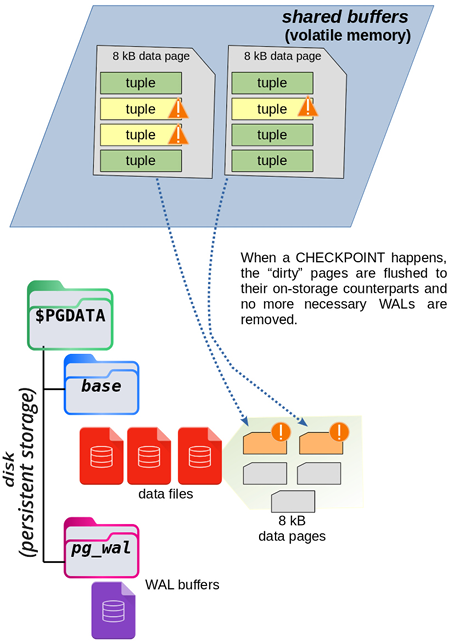 shared buffers
(volatile memory)
8 kB data page
8 kB data page
tuple
tuple
tuple
tuple
tuple
tuple
tuple
tuple
When a CHECKPOINT happens,
the “dirty” pages are flushed to
their on-storage counterparts and
no more necessary WALs are
removed.
$PGDATA
base
disk
(persistent storage)
data files
8 kB
data pages
pg_wal
WAL buffers